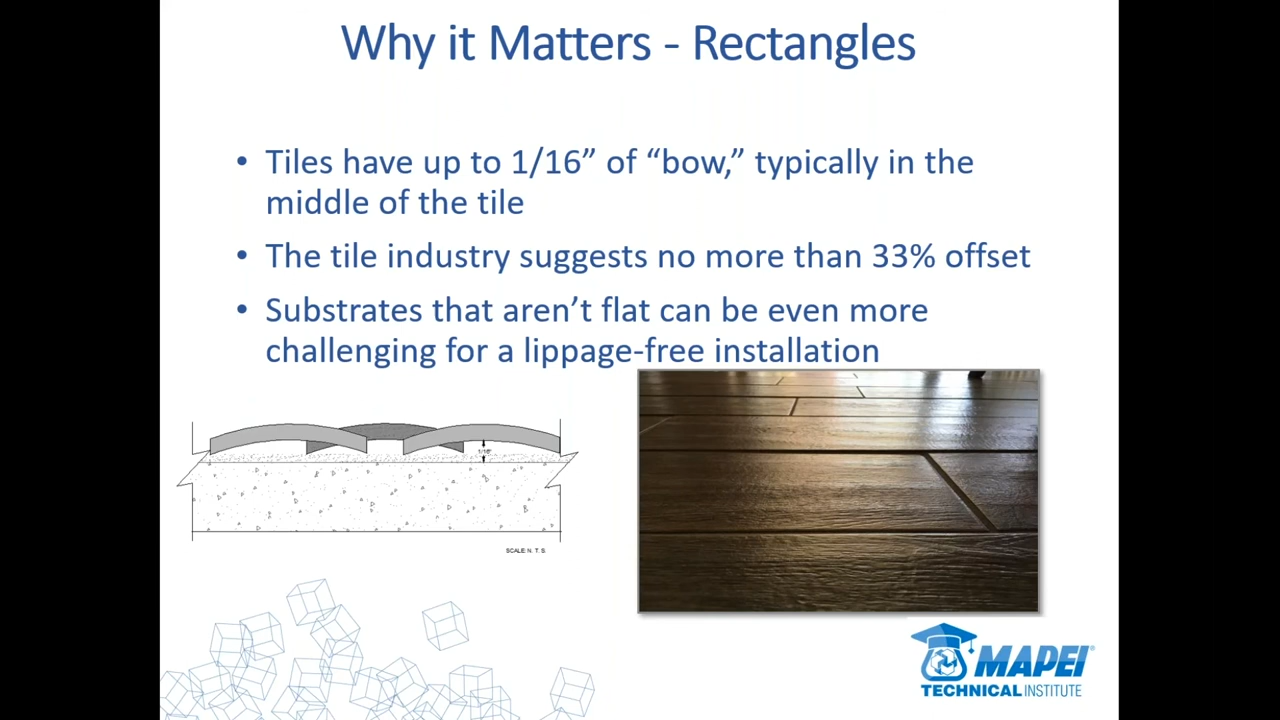 Why it Matters - Rectangles
• Tiles have up to 1/16” of “bow,” typically in the
middle of the tile
• The tile industry suggests no more than 33% offset
• Substrates that aren’t flat can be even more
challenging for a lippage-free installation
1/16"
SCALE: N. T. S.
MAPEI®
TECHNICAL INSTITUTE